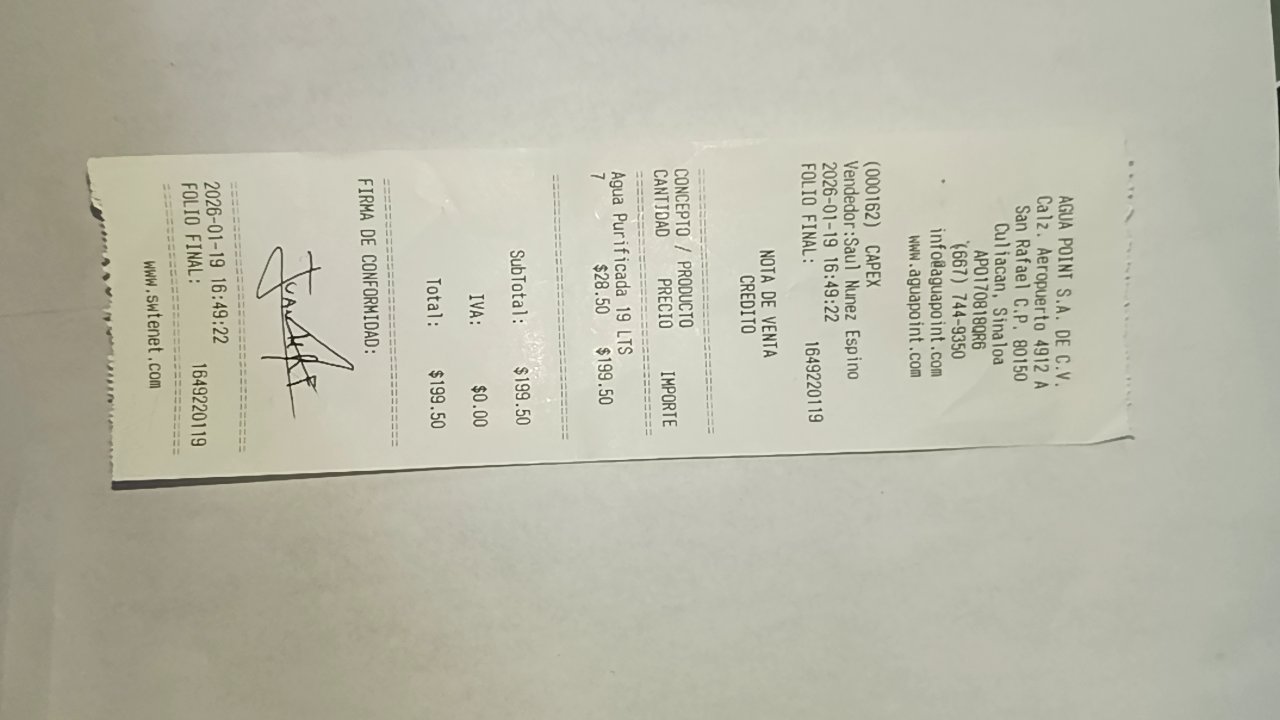 AGUA POINT S.A. DE C.V.
Calz. Aeropuerto 4912 A
San Rafael C.P. 80150
Culiacan, Sinaloa
APO170818QR6
(667) 744-9350
info@aguapoint.com
www.aguapoint.com
(000162) CAPEX
Vendedor:Saul Nunez Espino
2026-01-19 16:49:22
FOLIO FINAL: 1649220119
NOTA DE VENTA
CREDITO
CONCEPTO / PRODUCTO
CANTIDAD PRECIO IMPORTE
Agua Purificada 19 LTS
7 $28.50 $199.50
SubTotal: $199.50
IVA: $0.00
Total: $199.50
FIRMA DE CONFORMIDAD:
2026-01-19 16:49:22
FOLIO FINAL: 1649220119
www.swtenet.com